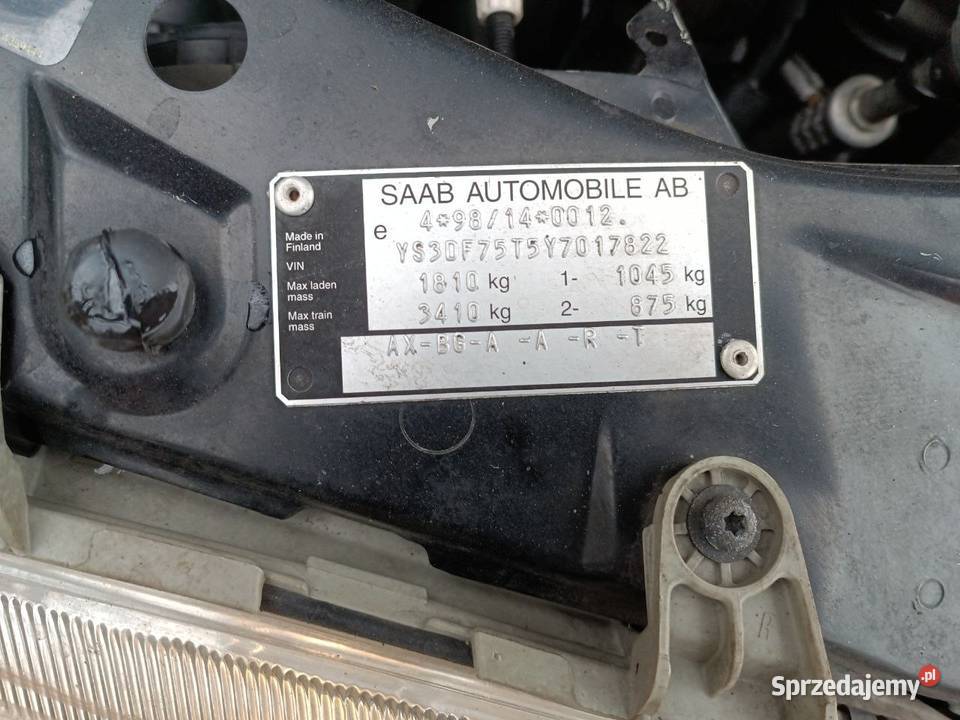 SAAB AUTOMOBILE AB
e 4*98/14*0012.
Made in Finland
VIN YS3DF75T5Y7017822
Max laden mass 1810 kg 1- 1045 kg
Max train mass 3410 kg 2- 875 kg
AX-BG-A -A -R -T
R
Sprzedajemy.pl